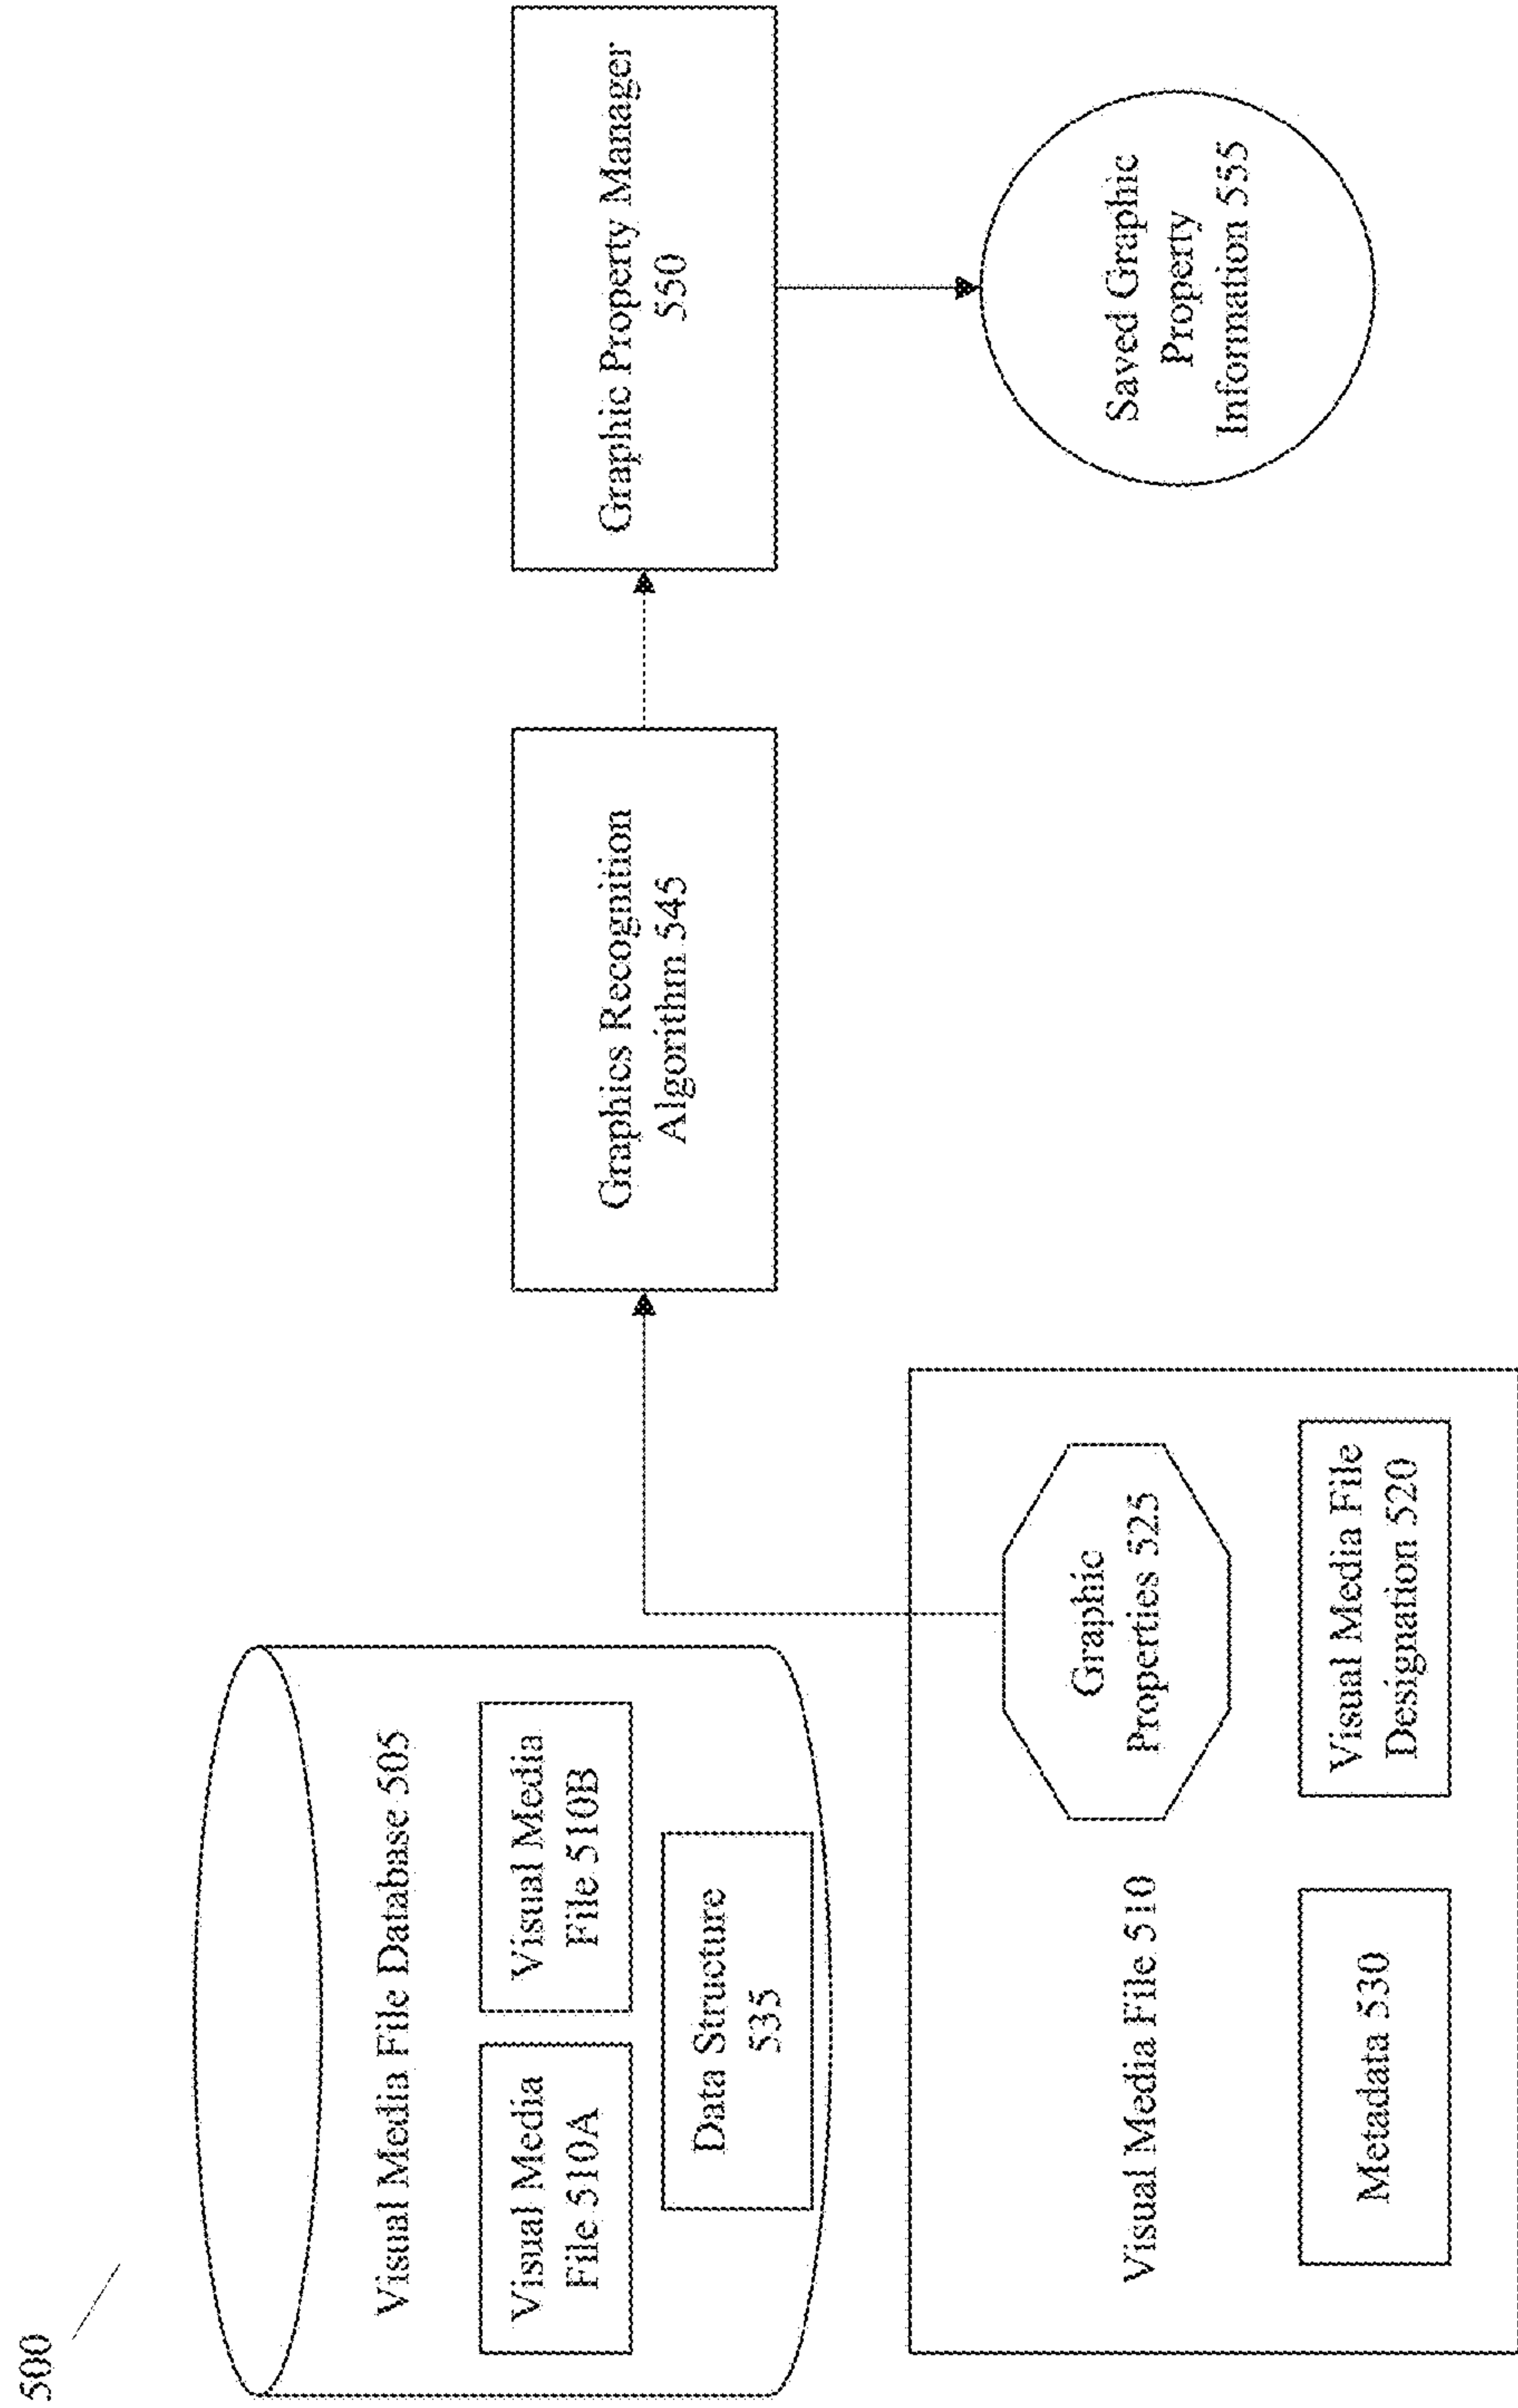 500
Visual Media File Database 505
Visual Media
File 510A
Visual Media
File 510B
Data Structure
535
Visual Media File 510
Graphic
Properties 525
Metadata 530
Visual Media File
Designation 520
Graphics Recognition
Algorithm 545
Graphic Property Manager
550
Saved Graphic
Property
Information 555